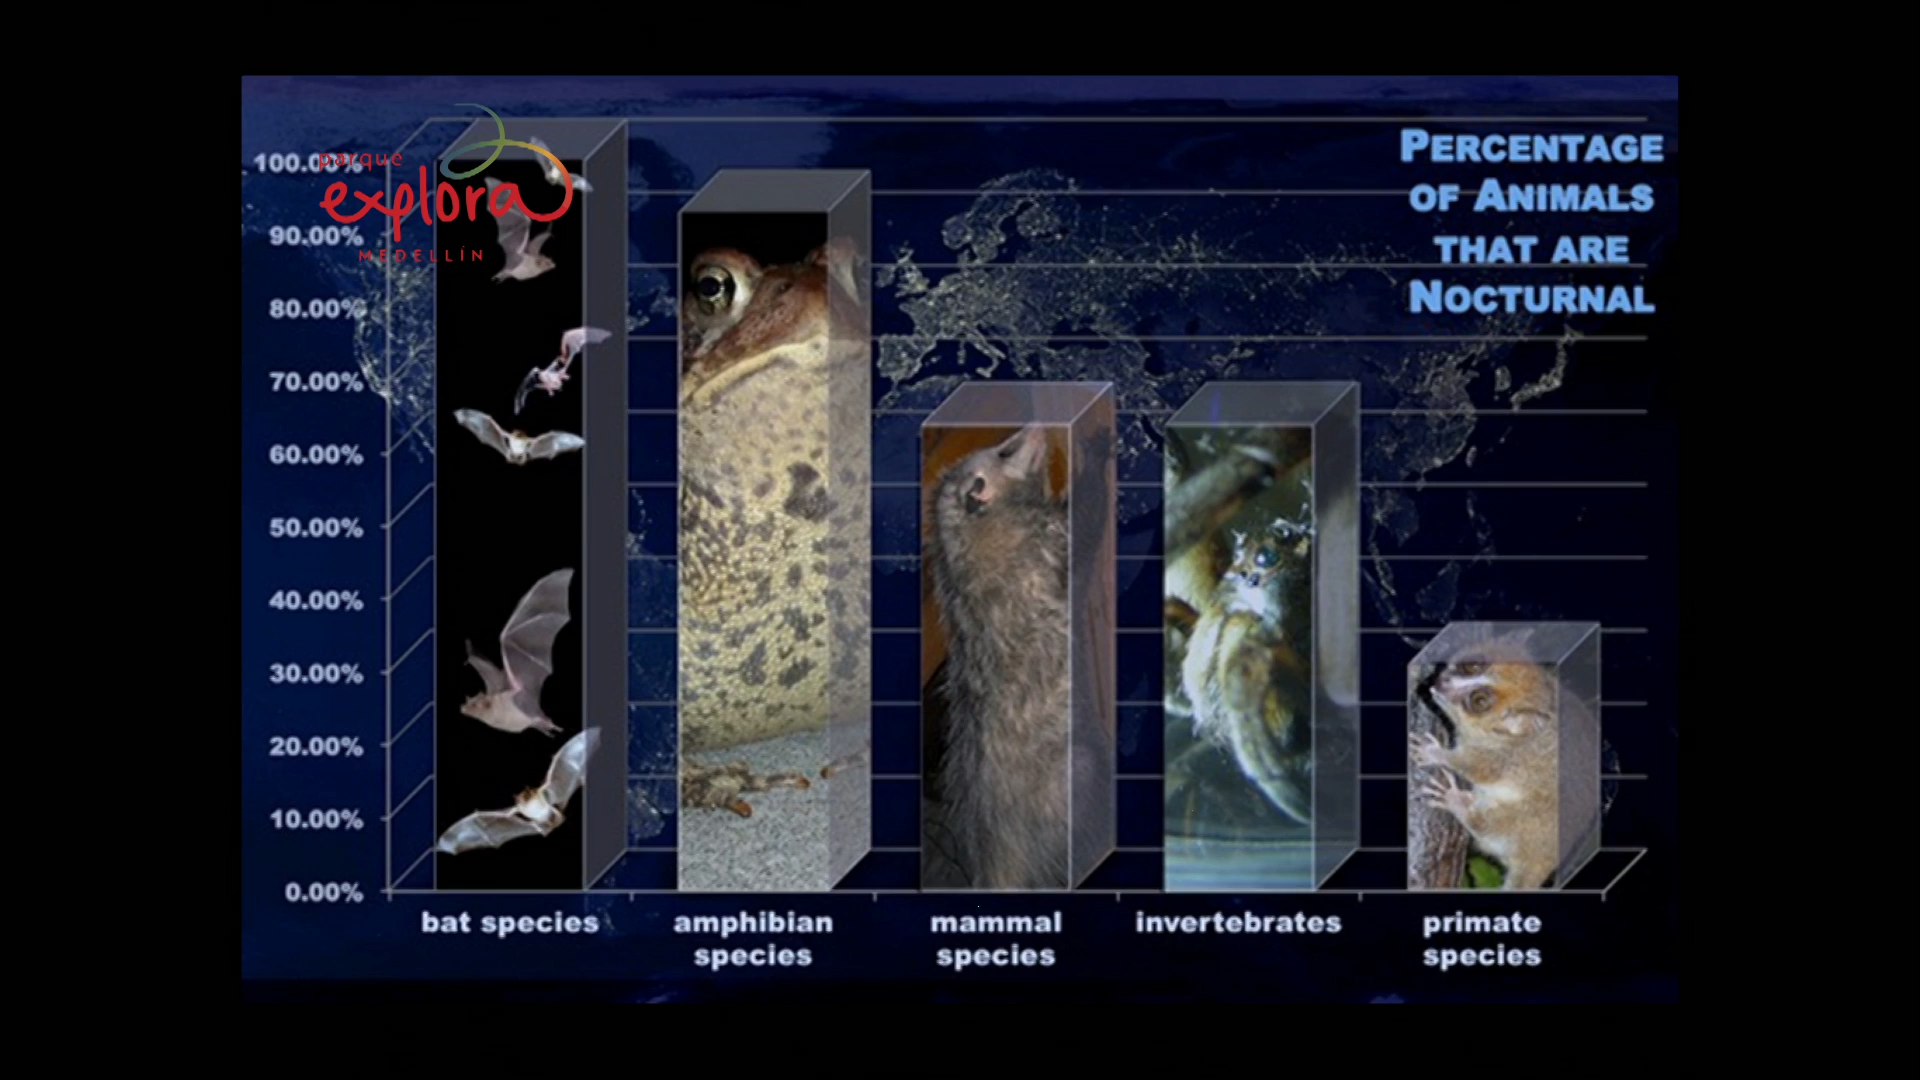 PERCENTAGE
OF ANIMALS
THAT ARE
NOCTURNAL
parque
explora
MEDELLÍN
100.00%
90.00%
80.00%
70.00%
60.00%
50.00%
40.00%
30.00%
20.00%
10.00%
0.00%
bat species
amphibian
species
mammal
species
invertebrates
primate
species